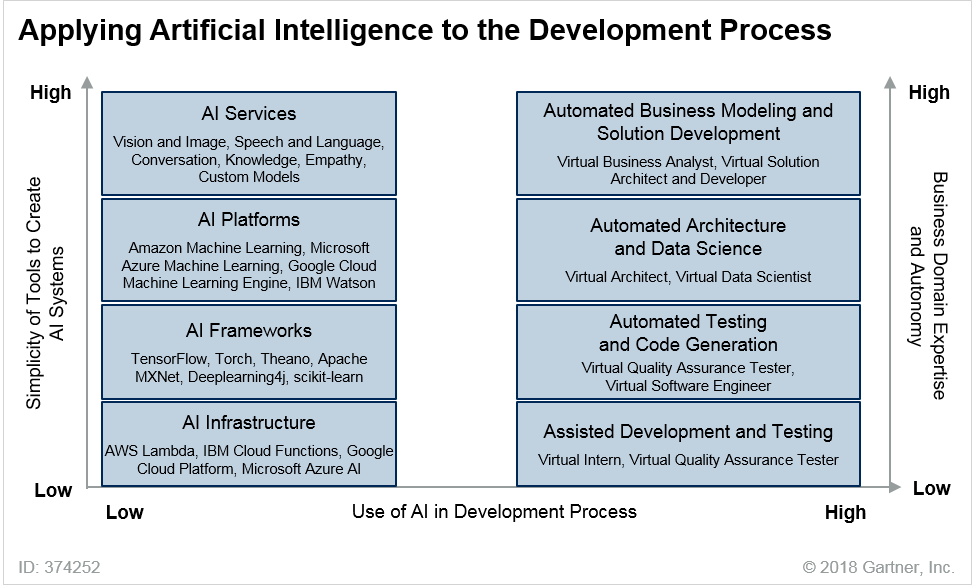 Applying Artificial Intelligence to the Development Process
High
High
Simplicity of Tools to Create
AI Systems
AI Services
Vision and Image, Speech and Language,
Conversation, Knowledge, Empathy,
Custom Models
AI Platforms
Amazon Machine Learning, Microsoft
Azure Machine Learning, Google Cloud
Machine Learning Engine, IBM Watson
AI Frameworks
TensorFlow, Torch, Theano, Apache
MXNet, Deeplearning4j, scikit-learn
AI Infrastructure
AWS Lambda, IBM Cloud Functions, Google
Cloud Platform, Microsoft Azure AI
Automated Business Modeling and
Solution Development
Virtual Business Analyst, Virtual Solution
Architect and Developer
Automated Architecture
and Data Science
Virtual Architect, Virtual Data Scientist
Automated Testing
and Code Generation
Virtual Quality Assurance Tester,
Virtual Software Engineer
Assisted Development and Testing
Virtual Intern, Virtual Quality Assurance Tester
Business Domain Expertise
and Autonomy
Low
Low
Low
Use of AI in Development Process
High
ID: 374252
© 2018 Gartner, Inc.